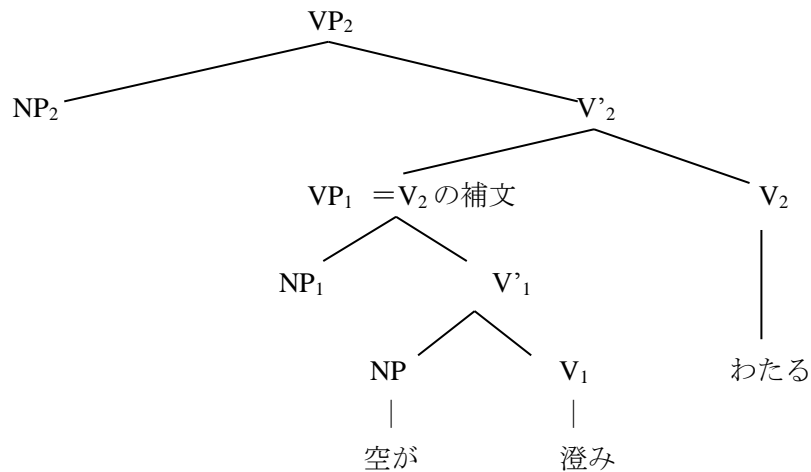 VP₂
NP₂ V’₂
VP₁ ＝V₂の補文 V₂
NP₁ V’₁
NP V₁ わたる
空が 澄み